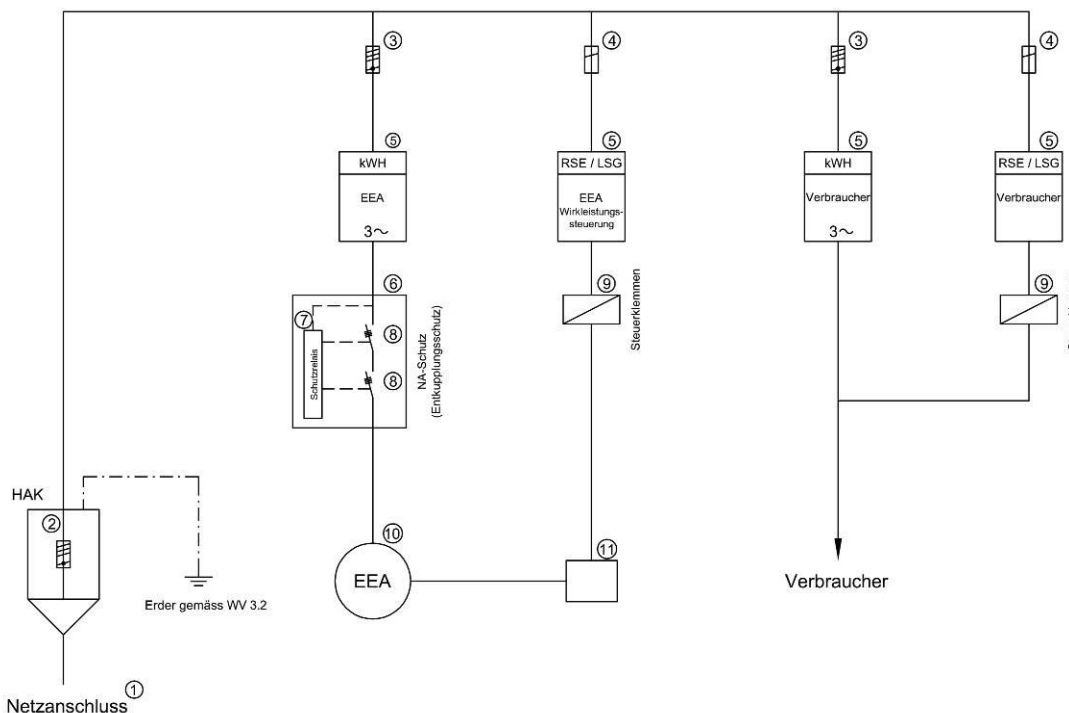 ③
④
③
④
⑤
⑤
⑤
⑤
kWH
RSE / LSG
kWH
RSE / LSG
EEA
EEA
Wirkleistungs-
steuerung
Verbraucher
Verbraucher
3~
3~
⑥
⑨
⑨
Steuerklemmen
⑦
⑧
⑧
Schutzrelais
NA-Schutz
(Entkupplungsschutz)
HAK
②
⑩
⑪
EEA
Verbraucher
Erder gemäss WV 3.2
Netzanschluss ①